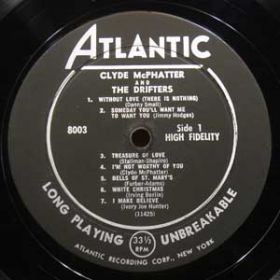 ATLANTIC
CLYDE McPHATTER
AND
THE DRIFTERS
1. WITHOUT LOVE (THERE IS NOTHING)
(Danny Small)
2. SOMEDAY YOU'LL WANT ME
TO WANT YOU (Jimmy Hodges)
8003
Side 1
HIGH FIDELITY
3. TREASURE OF LOVE
(Stallman-Shapiro)
4. I'M NOT WORTHY OF YOU
(Clyde McPhatter)
5. BELLS OF ST. MARY'S
(Furber-Adams)
6. WHITE CHRISTMAS
(Irving Berlin)
7. I MAKE BELIEVE
(Ivory Joe Hunter)
(11425)
LONG PLAYING
33⅓
RPM
UNBREAKABLE
ATLANTIC RECORDING CORP., NEW YORK